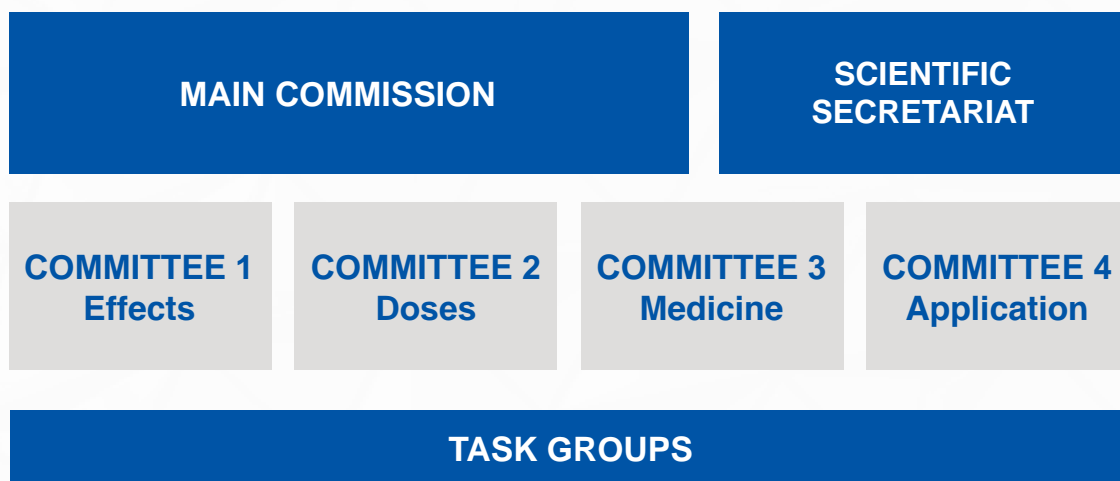 MAIN COMMISSION
SCIENTIFIC
SECRETARIAT
COMMITTEE 1
Effects
COMMITTEE 2
Doses
COMMITTEE 3
Medicine
COMMITTEE 4
Application
TASK GROUPS